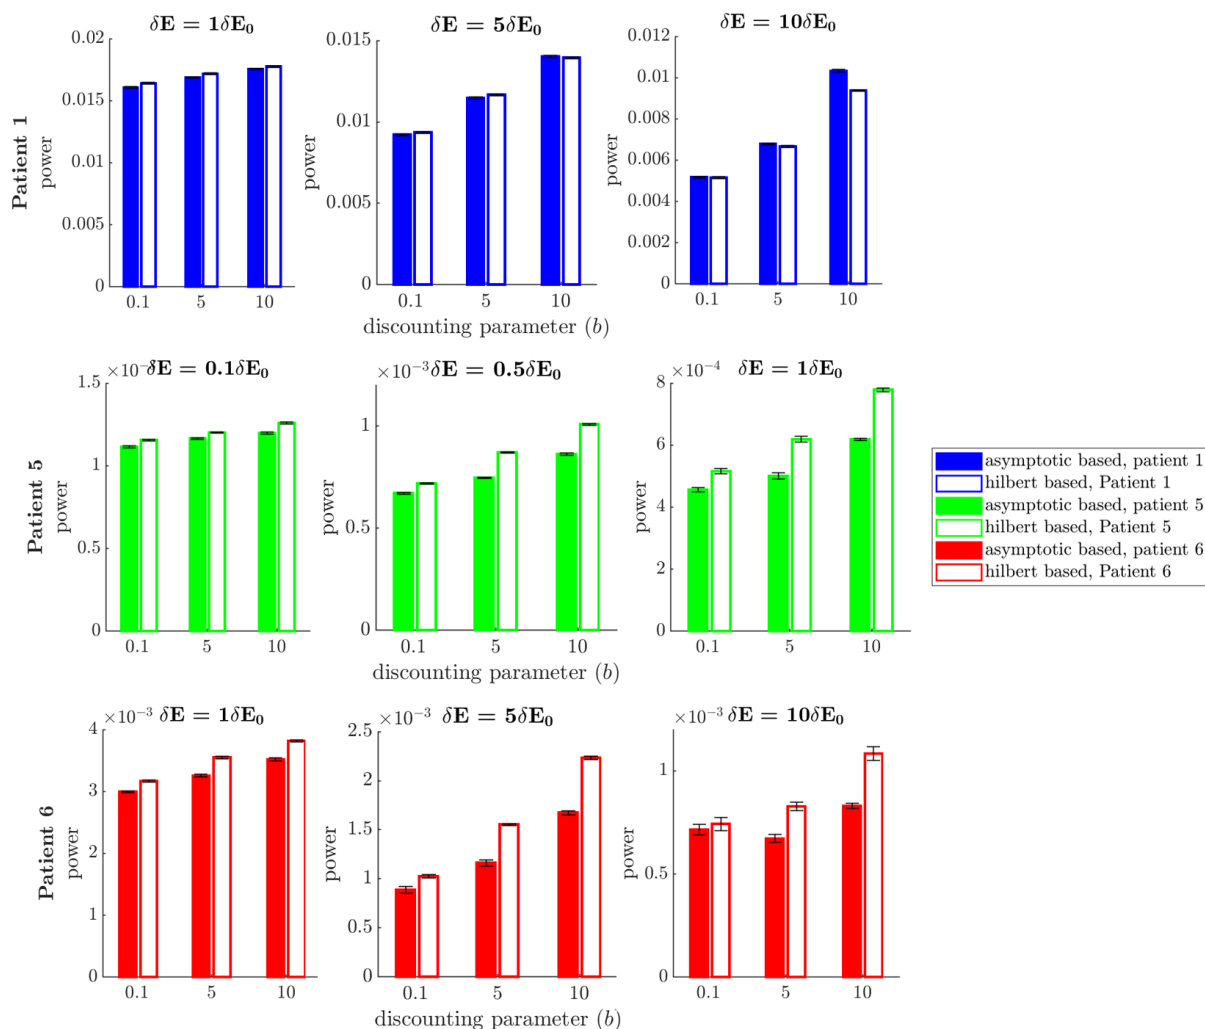 δE = 1δE₀
δE = 5δE₀
δE = 10δE₀
Patient 1
power
0.02
0.015
0.01
0.005
0
0.1 5 10
power
0.015
0.01
0.005
0
0.1 5 10
discounting parameter (b)
power
0.012
0.01
0.008
0.006
0.004
0.002
0
0.1 5 10
δE = 0.1δE₀
×10⁻³ δE = 0.5δE₀
×10⁻⁴ δE = 1δE₀
Patient 5
power
1.5
1
0.5
0
0.1 5 10
power
1
0.5
0
0.1 5 10
discounting parameter (b)
power
8
6
4
2
0
0.1 5 10
asymptotic based, patient 1
hilbert based, Patient 1
asymptotic based, patient 5
hilbert based, Patient 5
asymptotic based, patient 6
hilbert based, Patient 6
×10⁻³ δE = 1δE₀
×10⁻³ δE = 5δE₀
×10⁻³ δE = 10δE₀
Patient 6
power
4
3
2
1
0
0.1 5 10
power
2.5
2
1.5
1
0.5
0
0.1 5 10
discounting parameter (b)
power
1
0.5
0
0.1 5 10